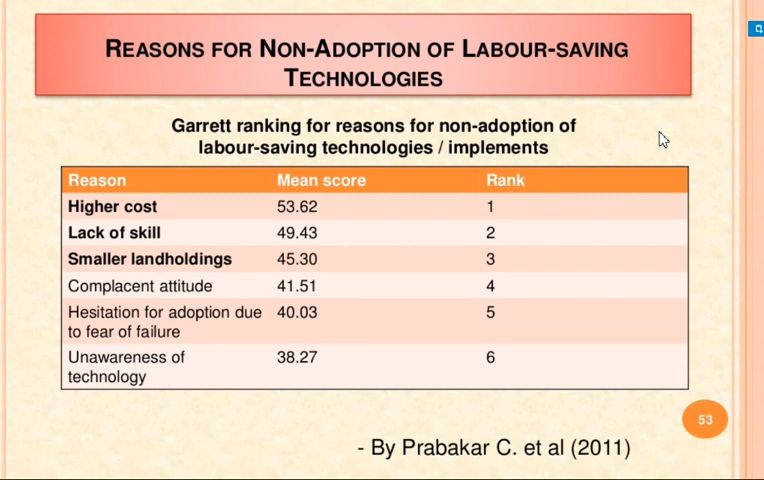 REASONS FOR NON-ADOPTION OF LABOUR-SAVING
TECHNOLOGIES
Garrett ranking for reasons for non-adoption of
labour-saving technologies / implements
Reason Mean score Rank
Higher cost 53.62 1
Lack of skill 49.43 2
Smaller landholdings 45.30 3
Complacent attitude 41.51 4
Hesitation for adoption due 40.03 5
to fear of failure
Unawareness of 38.27 6
technology
53
- By Prabakar C. et al (2011)